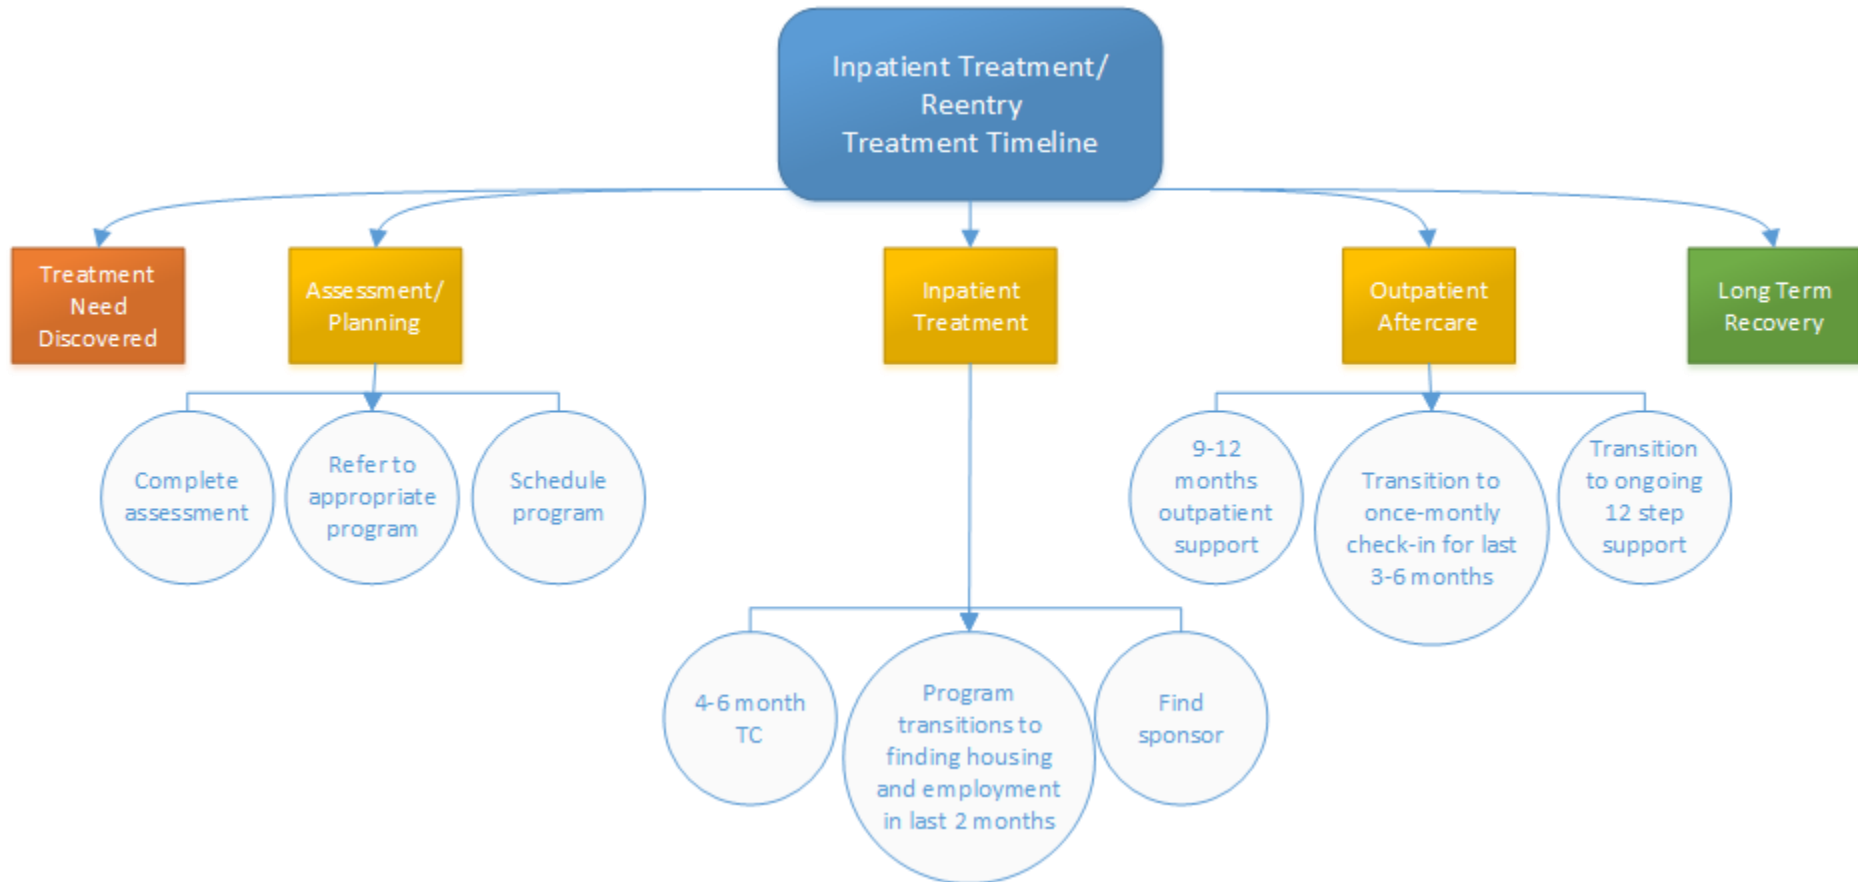 Inpatient Treatment/
Reentry
Treatment Timeline
Treatment
Need
Discovered
Assessment/
Planning
Inpatient
Treatment
Outpatient
Aftercare
Long Term
Recovery
Complete
assessment
Refer to
appropriate
program
Schedule
program
9-12
months
outpatient
support
Transition to
once-montly
check-in for last
3-6 months
Transition
to ongoing
12 step
support
4-6 month
TC
Program
transitions to
finding housing
and employment
in last 2 months
Find
sponsor